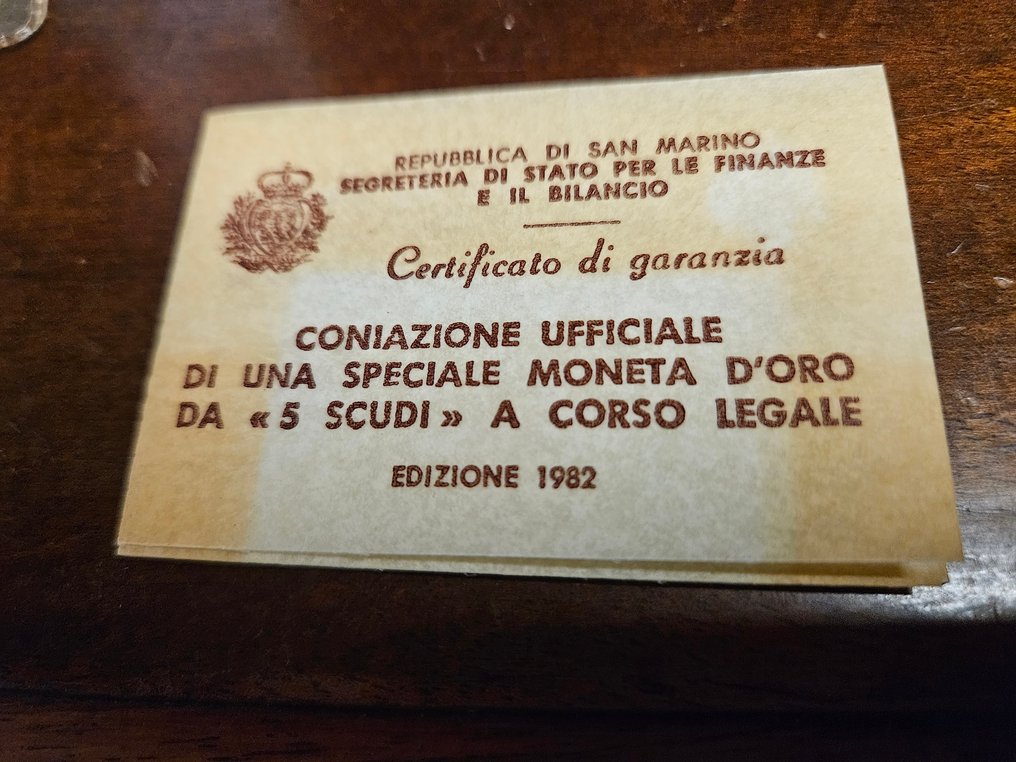 REPUBBLICA DI SAN MARINO
SEGRETERIA DI STATO PER LE FINANZE
E IL BILANCIO
Certificato di garanzia
CONIAZIONE UFFICIALE
DI UNA SPECIALE MONETA D'ORO
DA «5 SCUDI» A CORSO LEGALE
EDIZIONE 1982